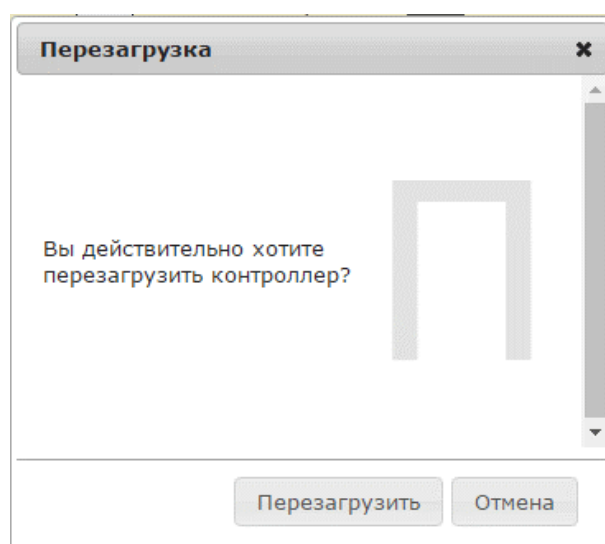 Перезагрузка
Вы действительно хотите
перезагрузить контроллер?
П
Перезагрузить
Отмена